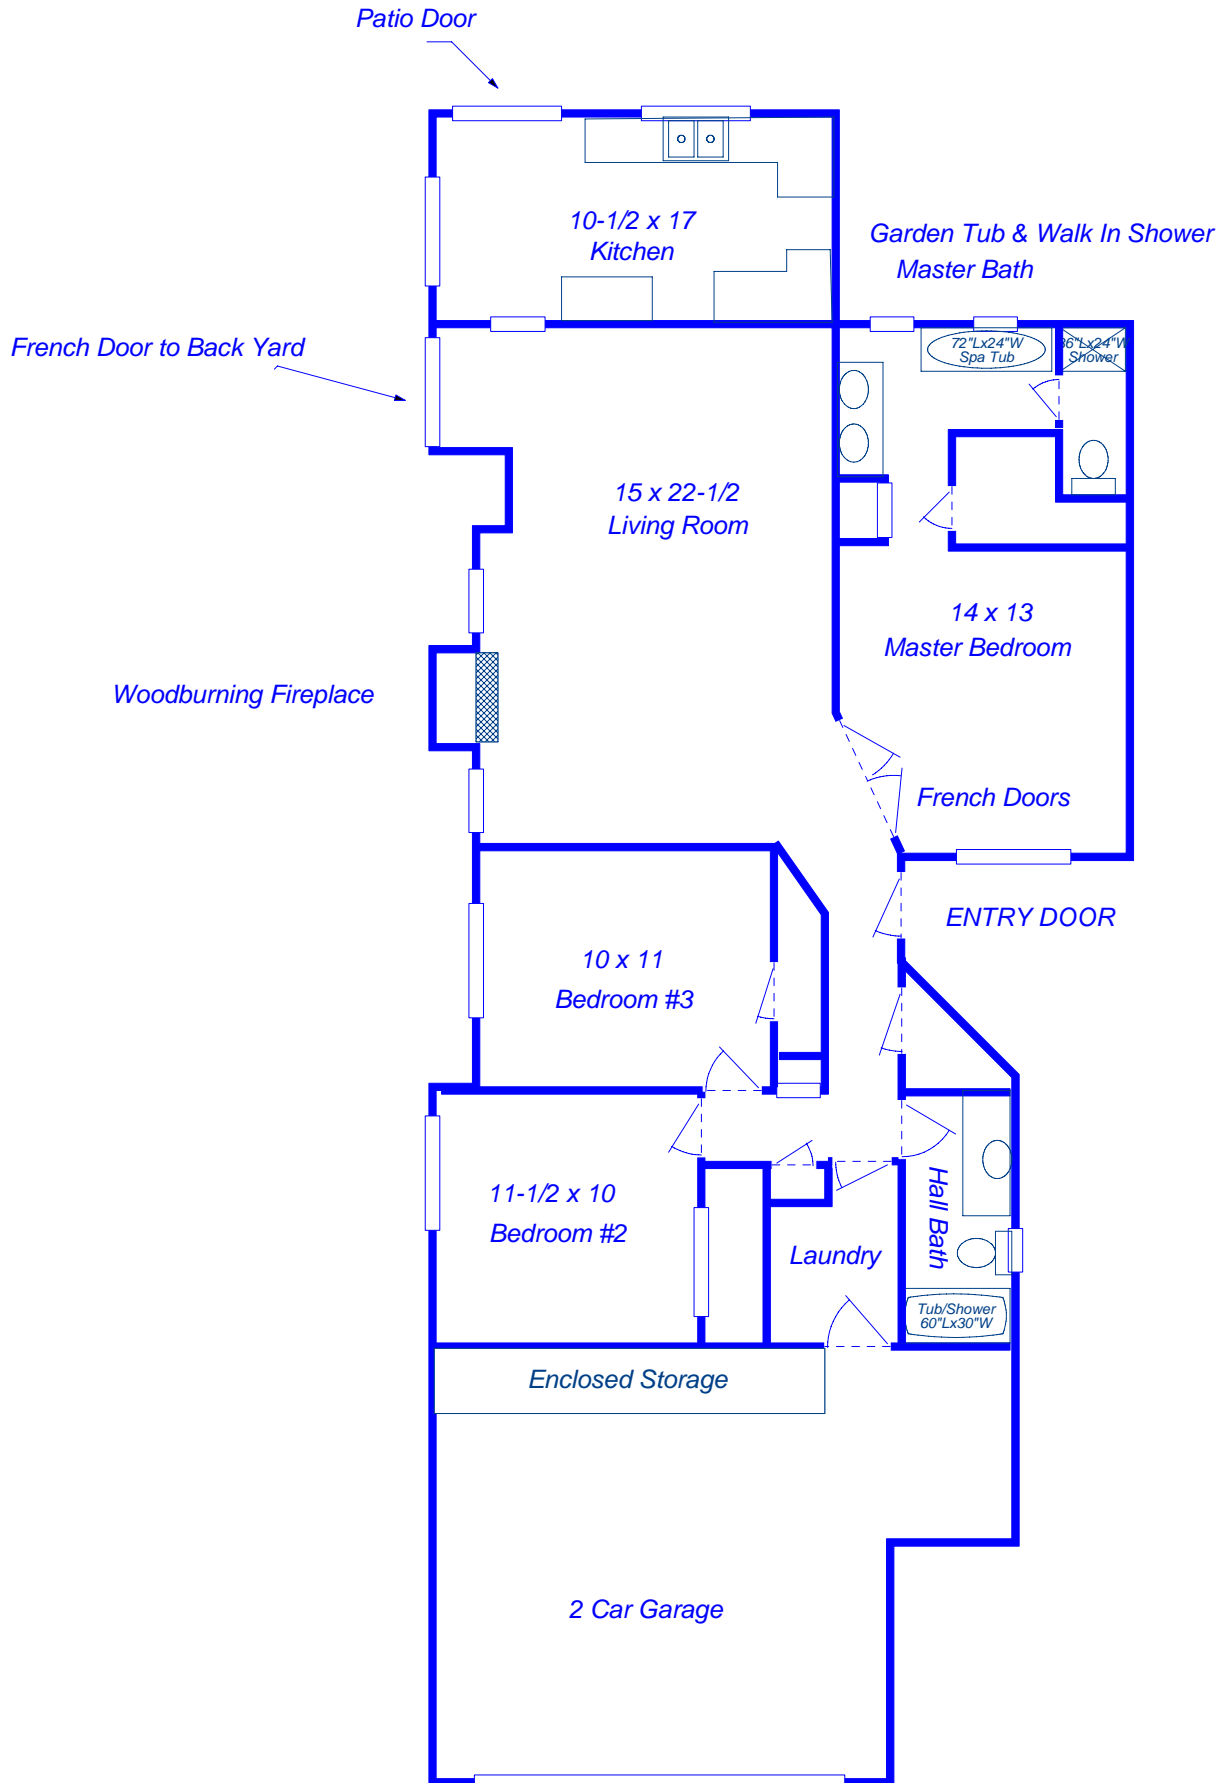 Patio Door
10-1/2 x 17
Kitchen
Garden Tub & Walk In Shower
Master Bath
French Door to Back Yard
72"Lx24"W
Spa Tub
36"Lx24"W
Shower
15 x 22-1/2
Living Room
14 x 13
Master Bedroom
Woodburning Fireplace
French Doors
ENTRY DOOR
10 x 11
Bedroom #3
11-1/2 x 10
Bedroom #2
Hall Bath
Laundry
Tub/Shower
60"Lx30"W
Enclosed Storage
2 Car Garage